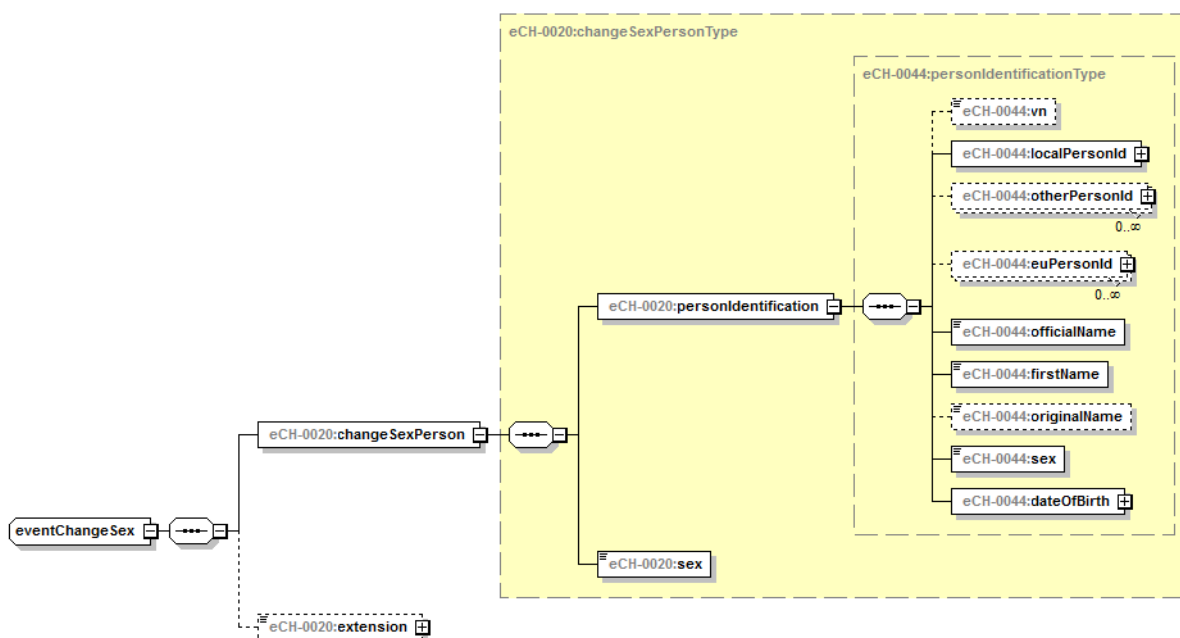 eCH-0020:changeSexPersonType
eCH-0044:personIdentificationType
eCH-0044:vn
eCH-0044:localPersonId
eCH-0044:otherPersonId
0..∞
eCH-0044:euPersonId
0..∞
eCH-0020:personIdentification
eCH-0044:officialName
eCH-0044:firstName
eCH-0044:originalName
eCH-0020:changeSexPerson
eCH-0044:sex
eCH-0044:dateOfBirth
eventChangeSex
eCH-0020:sex
eCH-0020:extension